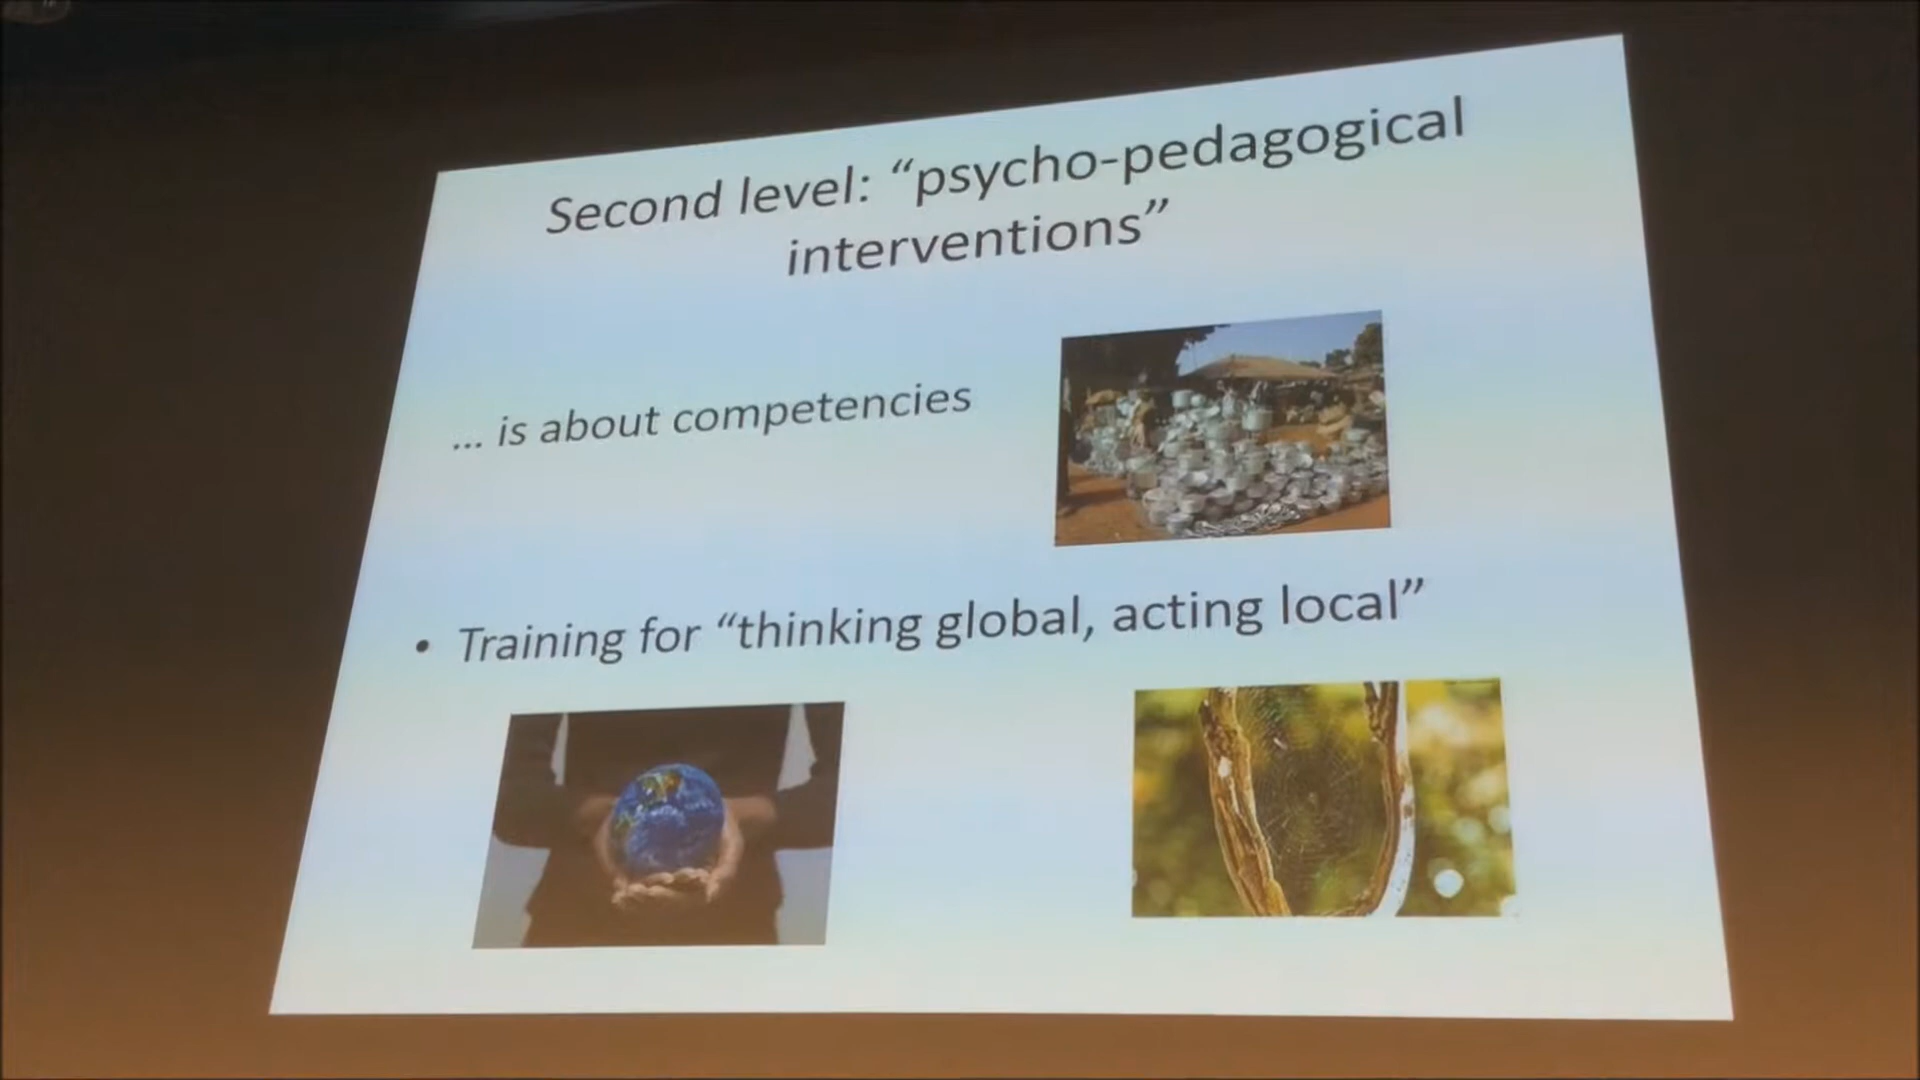 Second level: “psycho-pedagogical
interventions”
... is about competencies
• Training for “thinking global, acting local”